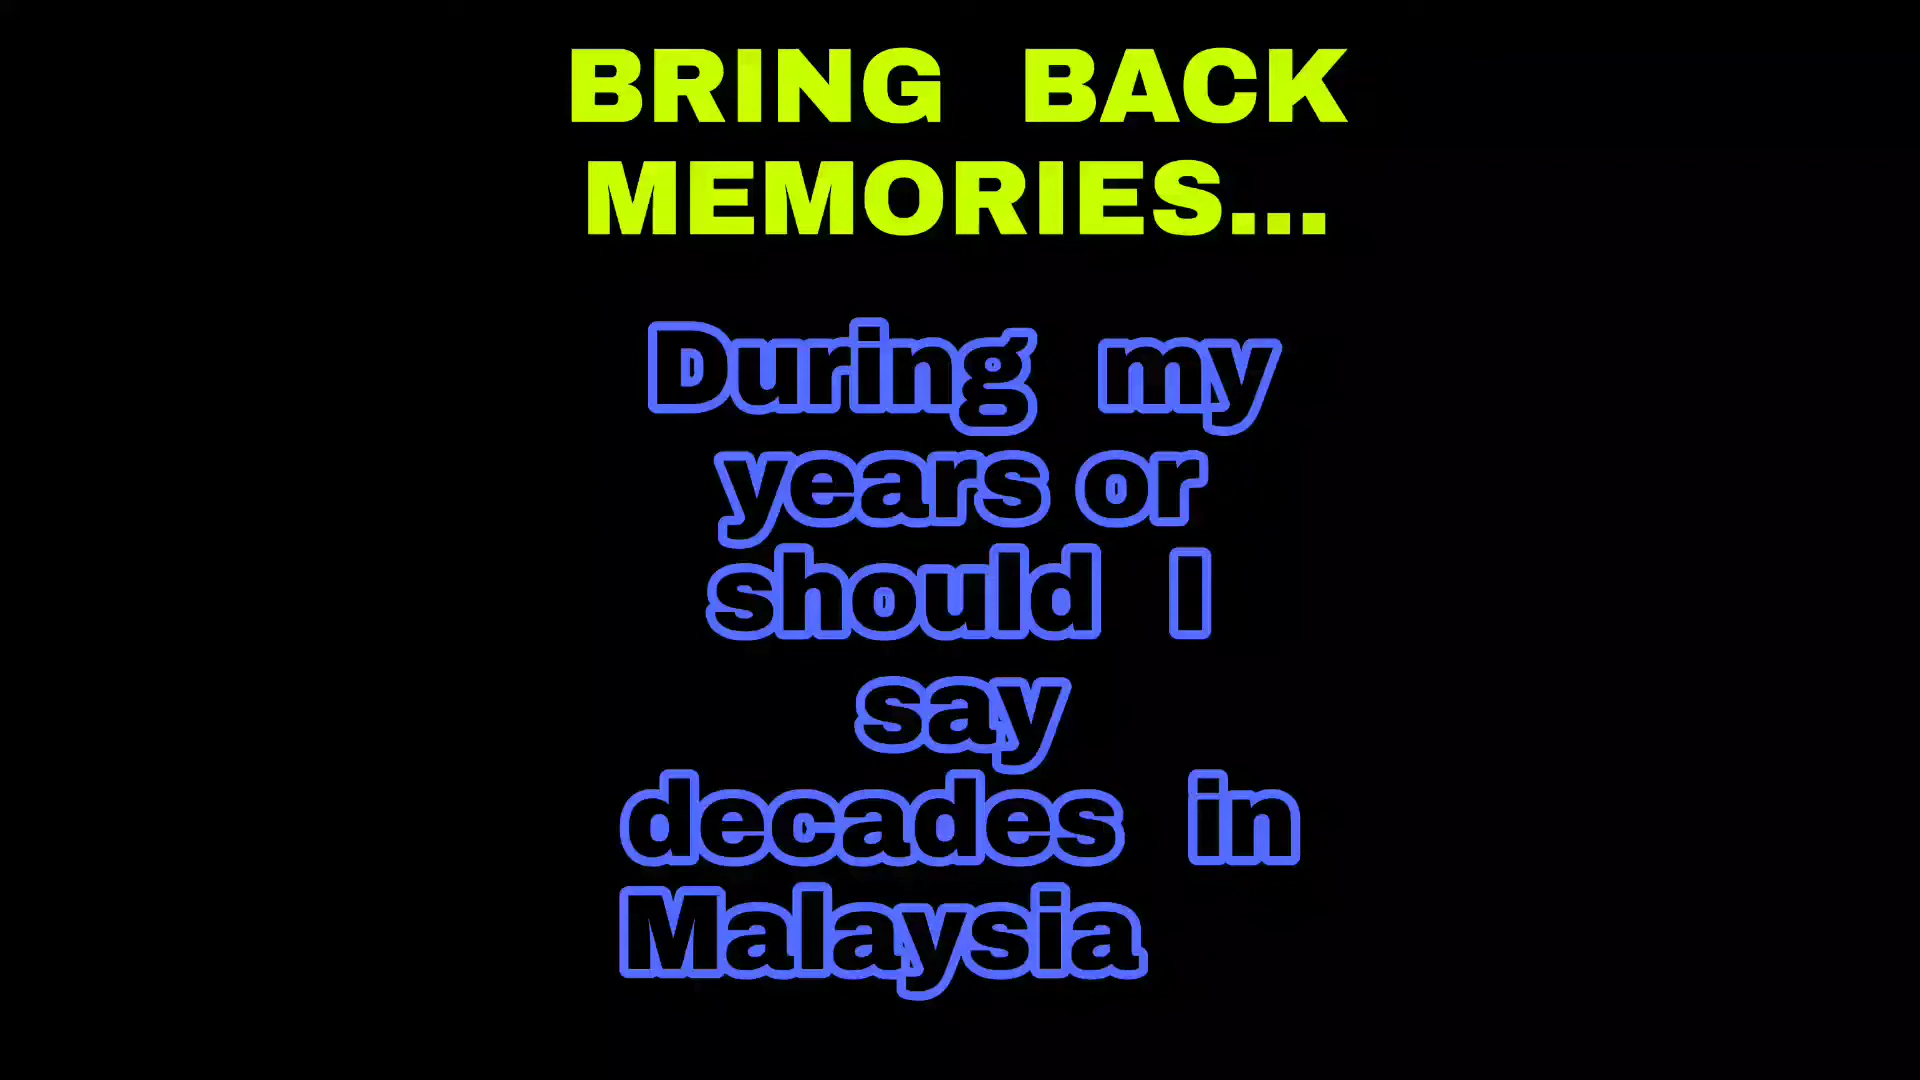 BRING BACK
MEMORIES...
During my
years or
should I
say
decades in
Malaysia